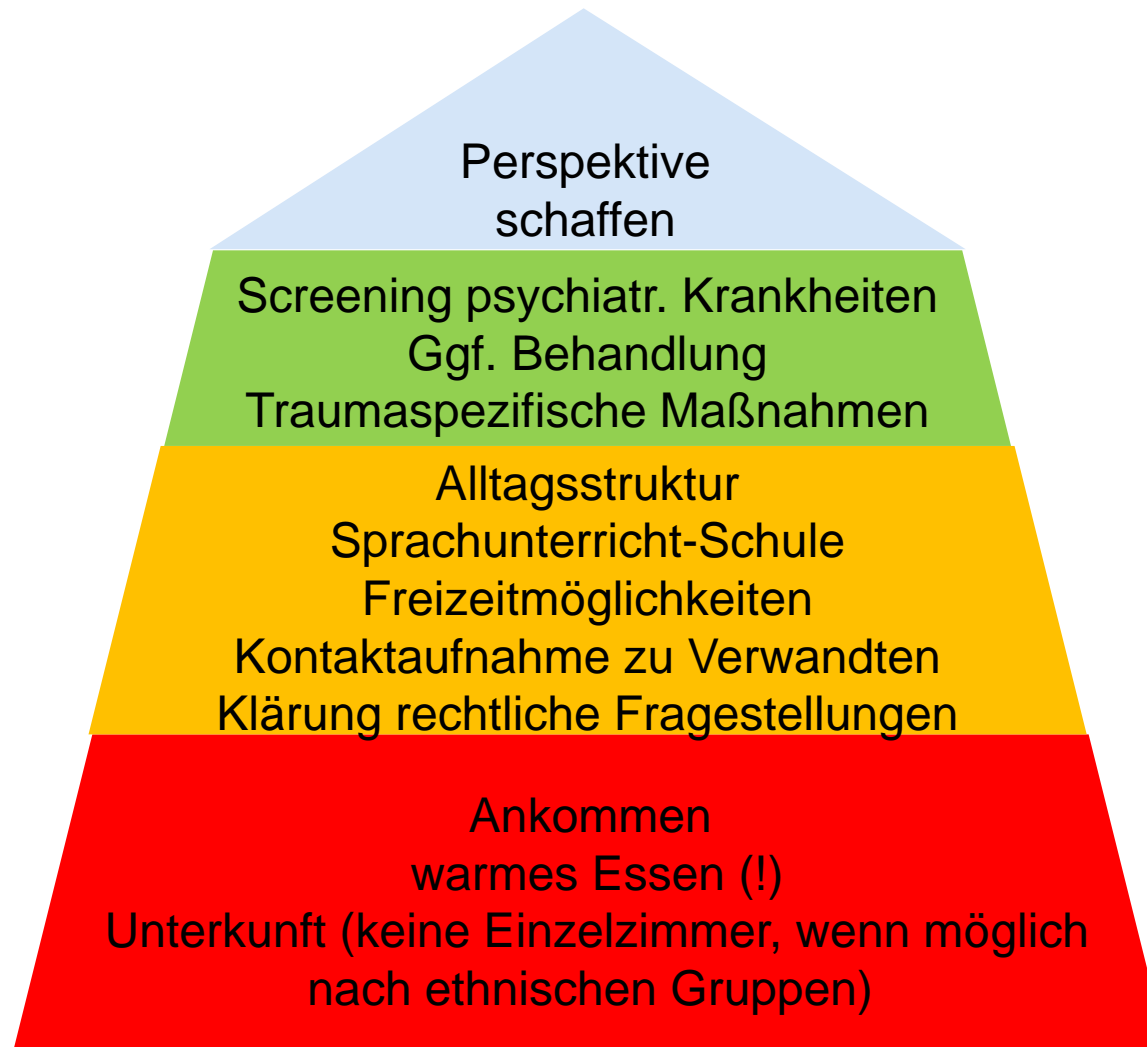 Perspektive
schaffen
Screening psychiatr. Krankheiten
Ggf. Behandlung
Traumaspezifische Maßnahmen
Alltagsstruktur
Sprachunterricht-Schule
Freizeitmöglichkeiten
Kontaktaufnahme zu Verwandten
Klärung rechtliche Fragestellungen
Ankommen
warmes Essen (!)
Unterkunft (keine Einzelzimmer, wenn möglich
nach ethnischen Gruppen)